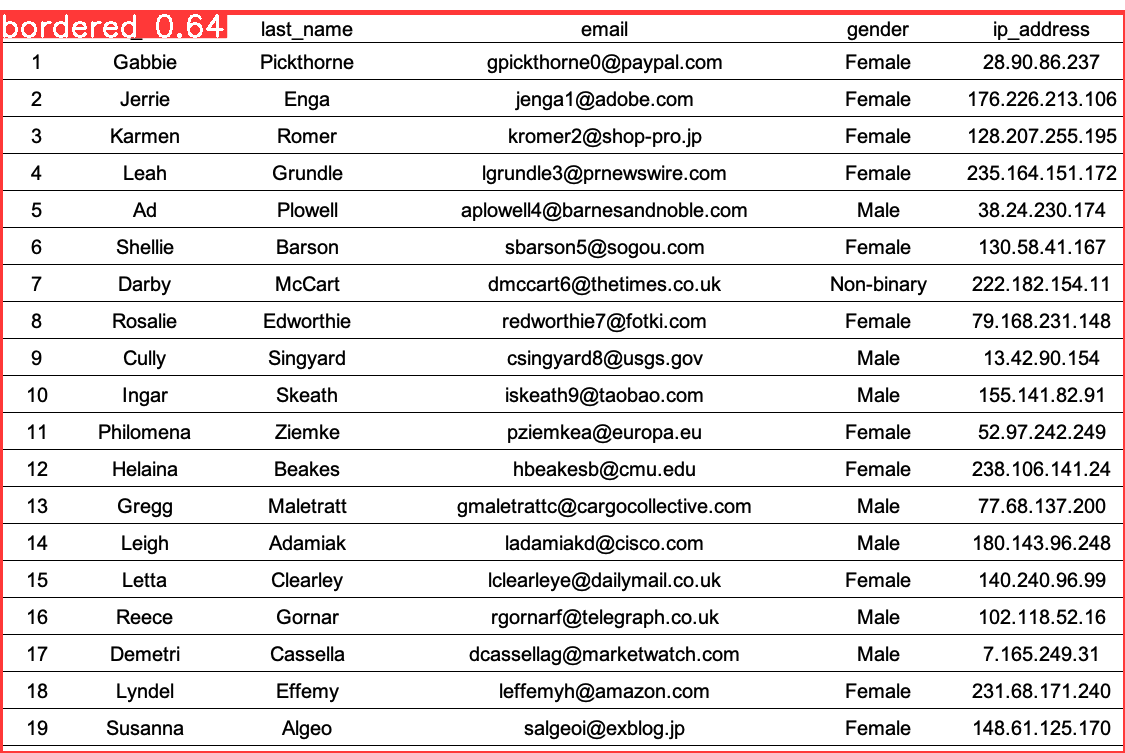 bordered 0.64 last_name email gender ip_address
1 Gabbie Pickthorne gpickthorne0@paypal.com Female 28.90.86.237
2 Jerrie Enga jenga1@adobe.com Female 176.226.213.106
3 Karmen Romer kromer2@shop-pro.jp Female 128.207.255.195
4 Leah Grundle lgrundle3@prnewswire.com Female 235.164.151.172
5 Ad Plowell aplowell4@barnesandnoble.com Male 38.24.230.174
6 Shellie Barson sbarson5@sogou.com Female 130.58.41.167
7 Darby McCart dmccart6@thetimes.co.uk Non-binary 222.182.154.11
8 Rosalie Edworthie redworthie7@fotki.com Female 79.168.231.148
9 Cully Singyard csingyard8@usgs.gov Male 13.42.90.154
10 Ingar Skeath iskeath9@taobao.com Male 155.141.82.91
11 Philomena Ziemke pziemkea@europa.eu Female 52.97.242.249
12 Helaina Beakes hbeakesb@cmu.edu Female 238.106.141.24
13 Gregg Maletratt gmaletrattc@cargocollective.com Male 77.68.137.200
14 Leigh Adamiak ladamiakd@cisco.com Male 180.143.96.248
15 Letta Clearley lclearleye@dailymail.co.uk Female 140.240.96.99
16 Reece Gornar rgornarf@telegraph.co.uk Male 102.118.52.16
17 Demetri Cassella dcassellag@marketwatch.com Male 7.165.249.31
18 Lyndel Effemy leffemyh@amazon.com Female 231.68.171.240
19 Susanna Algeo salgeoi@exblog.jp Female 148.61.125.170